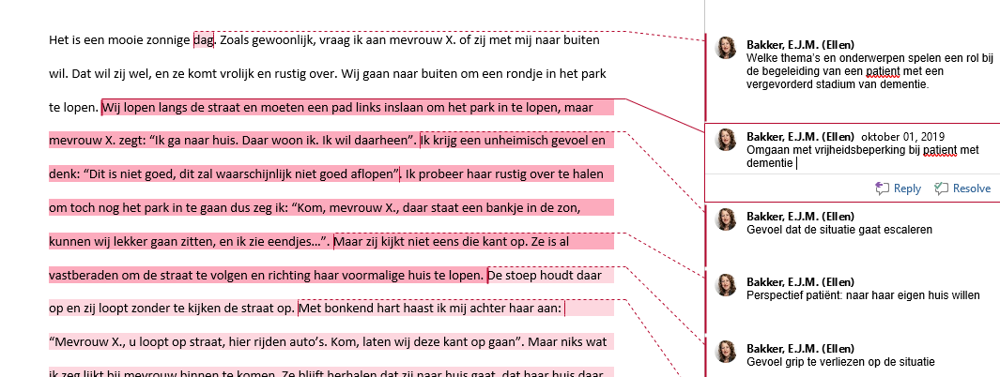 Het is een mooie zonnige dag. Zoals gewoonlijk, vraag ik aan mevrouw X. of zij met mij naar buiten
wil. Dat wil zij wel, en ze komt vrolijk en rustig over. Wij gaan naar buiten om een rondje in het park
te lopen. Wij lopen langs de straat en moeten een pad links inslaan om het park in te lopen, maar
mevrouw X. zegt: “Ik ga naar huis. Daar woon ik. Ik wil daarheen”. Ik krijg een unheimisch gevoel en
denk: “Dit is niet goed, dit zal waarschijnlijk niet goed aflopen”. Ik probeer haar rustig over te halen
om toch nog het park in te gaan dus zeg ik: “Kom, mevrouw X., daar staat een bankje in de zon,
kunnen wij lekker gaan zitten, en ik zie eendjes…”. Maar zij kijkt niet eens die kant op. Ze is al
vastberaden om de straat te volgen en richting haar voormalige huis te lopen. De stoep houdt daar
op en zij loopt zonder te kijken de straat op. Met bonkend hart haast ik mij achter haar aan:
“Mevrouw X., u loopt op straat, hier rijden auto’s. Kom, laten wij deze kant op gaan”. Maar niks wat
ik zeg lijkt bij mevrouw binnen te komen. Ze blijft herhalen dat zij naar huis gaat, dat haar huis daar
Bakker, E.J.M. (Ellen)
Welke thema’s en onderwerpen spelen een rol bij
de begeleiding van een patient met een
vergevorderd stadium van dementie.
Bakker, E.J.M. (Ellen) oktober 01, 2019
Omgaan met vrijheidsbeperking bij patient met
dementie
Reply Resolve
Bakker, E.J.M. (Ellen)
Gevoel dat de situatie gaat escaleren
Bakker, E.J.M. (Ellen)
Perspectief patiënt: naar haar eigen huis willen
Bakker, E.J.M. (Ellen)
Gevoel grip te verliezen op de situatie